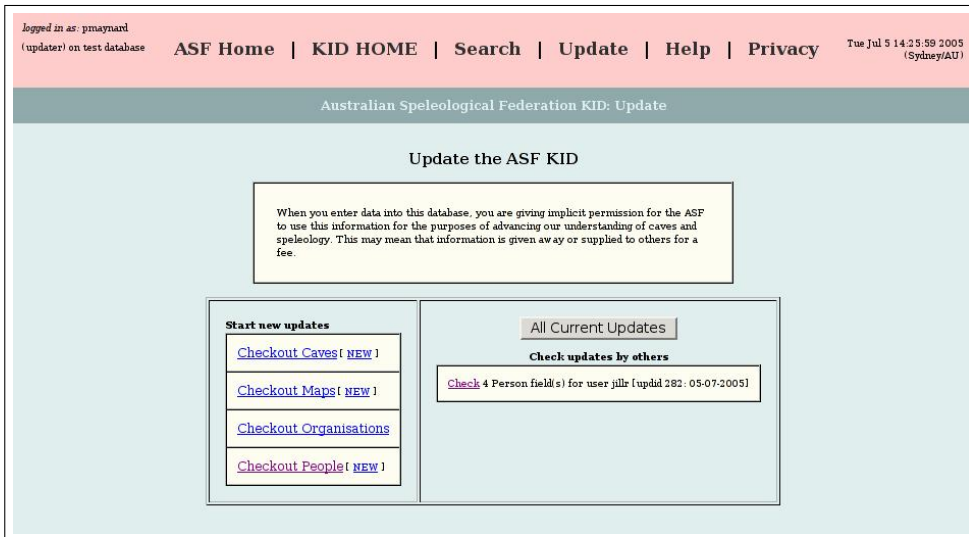 logged in as: pmaynard
(updater) on test database
ASF Home | KID HOME | Search | Update | Help | Privacy
Tue Jul 5 14:25:59 2005
(Sydney/AU)
Australian Speleological Federation KID: Update
Update the ASF KID
When you enter data into this database, you are giving implicit permission for the ASF
to use this information for the purposes of advancing our understanding of caves and
speleology. This may mean that information is given away or supplied to others for a
fee.
Start new updates
Checkout Caves [ NEW ]
Checkout Maps [ NEW ]
Checkout Organisations
Checkout People [ NEW ]
All Current Updates
Check updates by others
Check 4 Person field(s) for user jillr [updid 282: 05-07-2005]